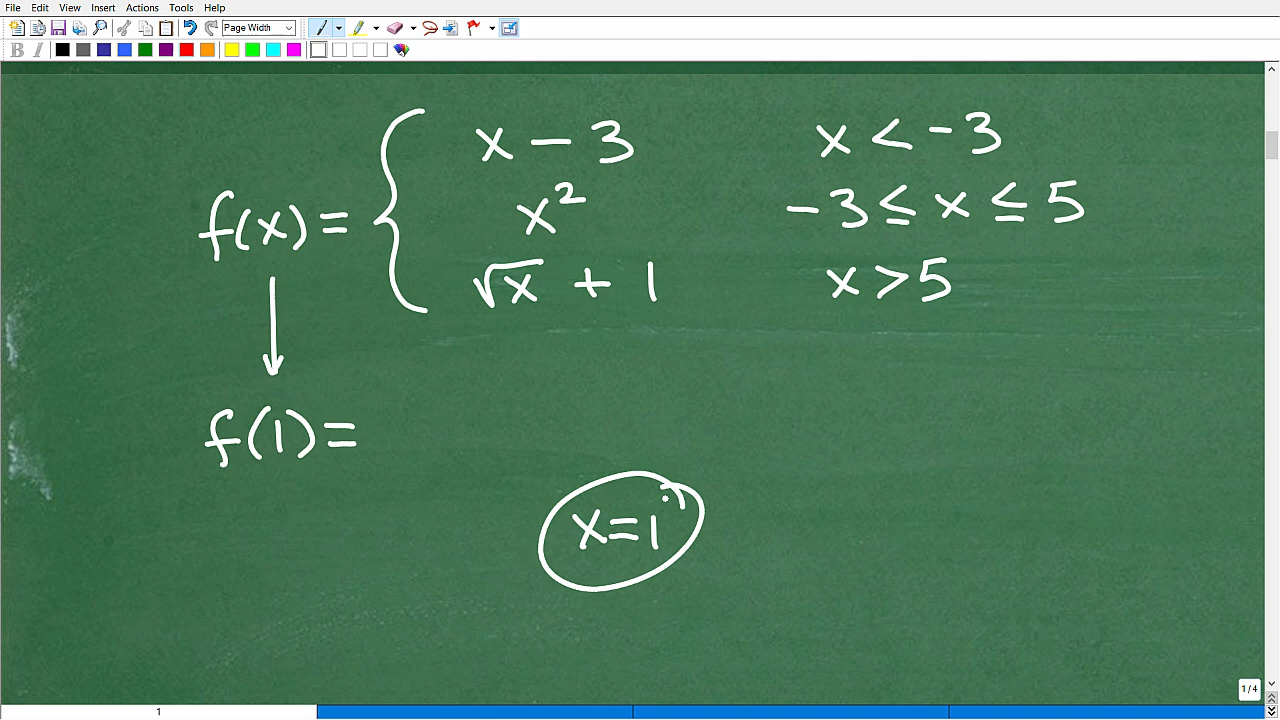 File Edit View Insert Actions Tools Help
Page Width
B I
x − 3 x < −3
f(x) = { x² −3 ≤ x ≤ 5
√x + 1 x > 5
f(1) =
x = 1
1 / 4
1